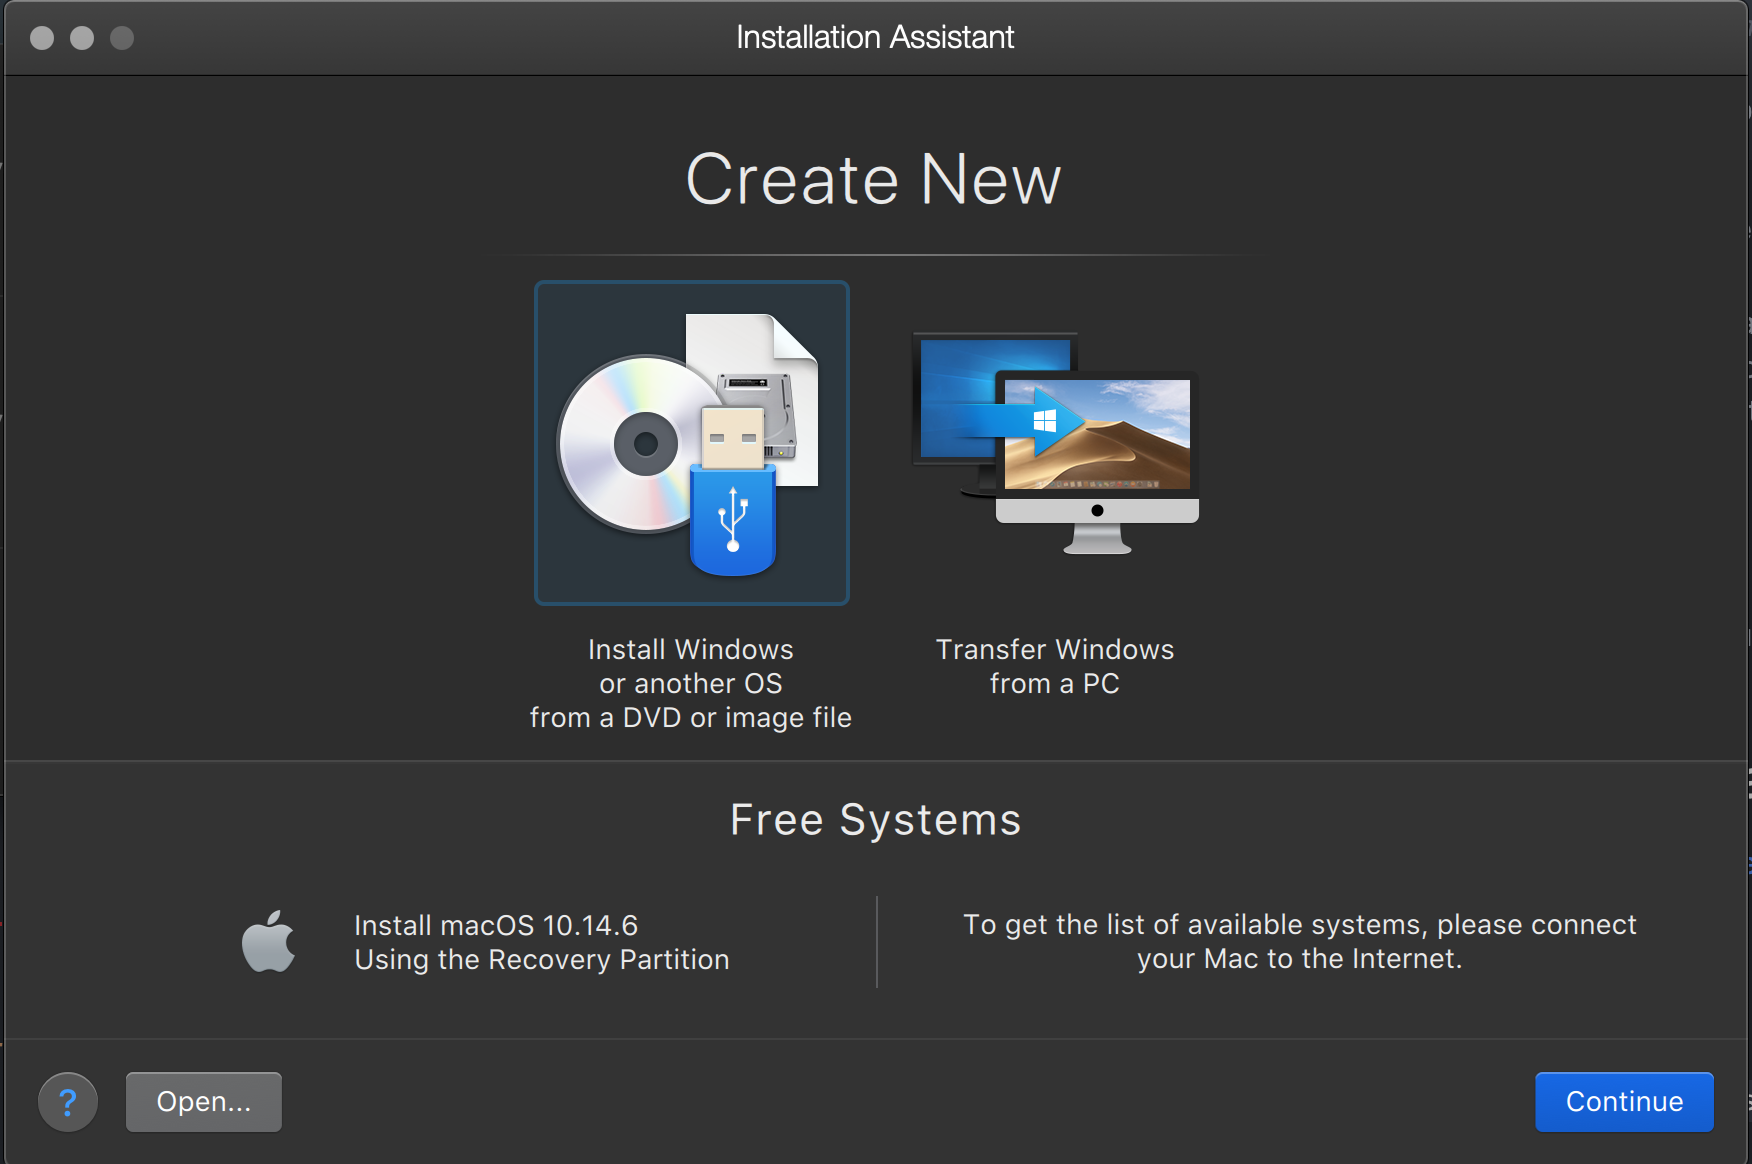 Installation Assistant
Create New
Install Windows
or another OS
from a DVD or image file
Transfer Windows
from a PC
Free Systems
Install macOS 10.14.6
Using the Recovery Partition
To get the list of available systems, please connect
your Mac to the Internet.
?
Open...
Continue